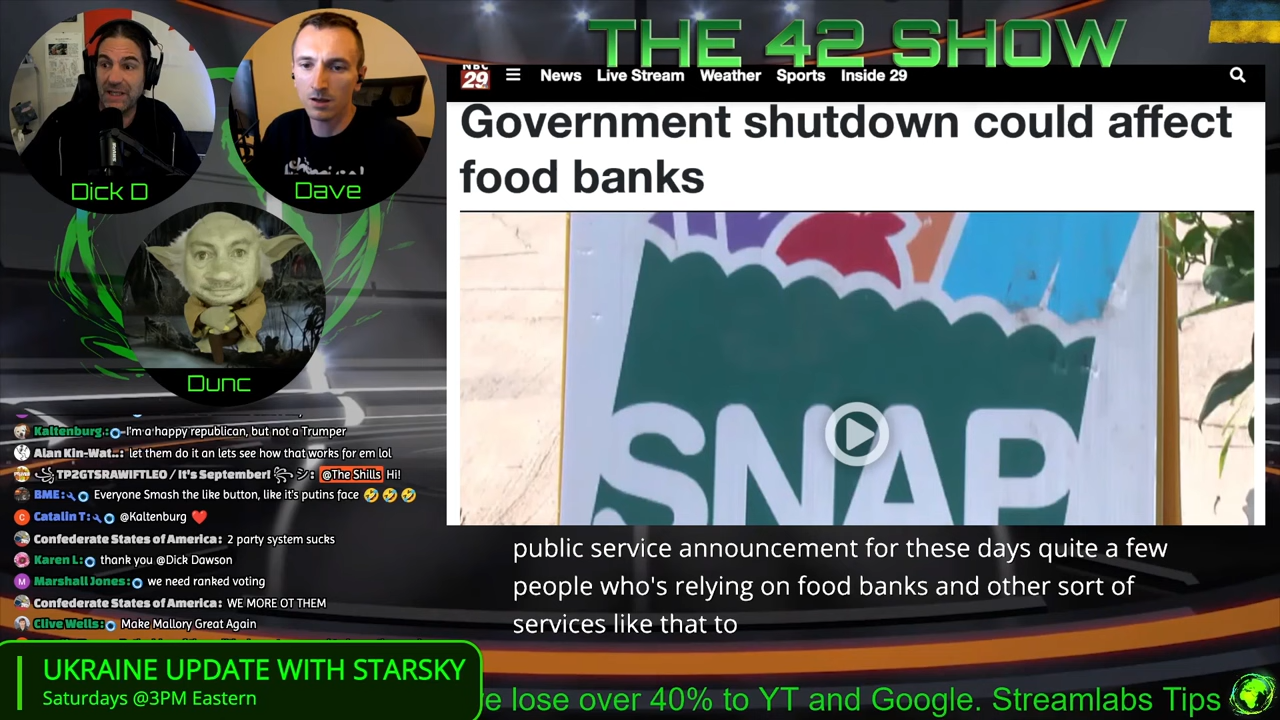 THE 42 SHOW
NBC
29
News Live Stream Weather Sports Inside 29
Government shutdown could affect
food banks
SNAP
Dick D
Dave
Dunc
Kaltenburg.: I'm a happy republican, but not a Trumper
Alan Kin-Wat..: let them do it an lets see how that works for em lol
TP2GTSRAWIFTLEO / It's September! シ: @The Shills Hi!
BME: Everyone Smash the like button, like it's putins face 🤣🤣🤣
Catalin T: @Kaltenburg ❤️
Confederate States of America: 2 party system sucks
Karen L: thank you @Dick Dawson
Marshall Jones: we need ranked voting
Confederate States of America: WE MORE OT THEM
Clive Wells: Make Mallory Great Again
public service announcement for these days quite a few
people who's relying on food banks and other sort of
services like that to
UKRAINE UPDATE WITH STARSKY
Saturdays @3PM Eastern
e lose over 40% to YT and Google. Streamlabs Tips